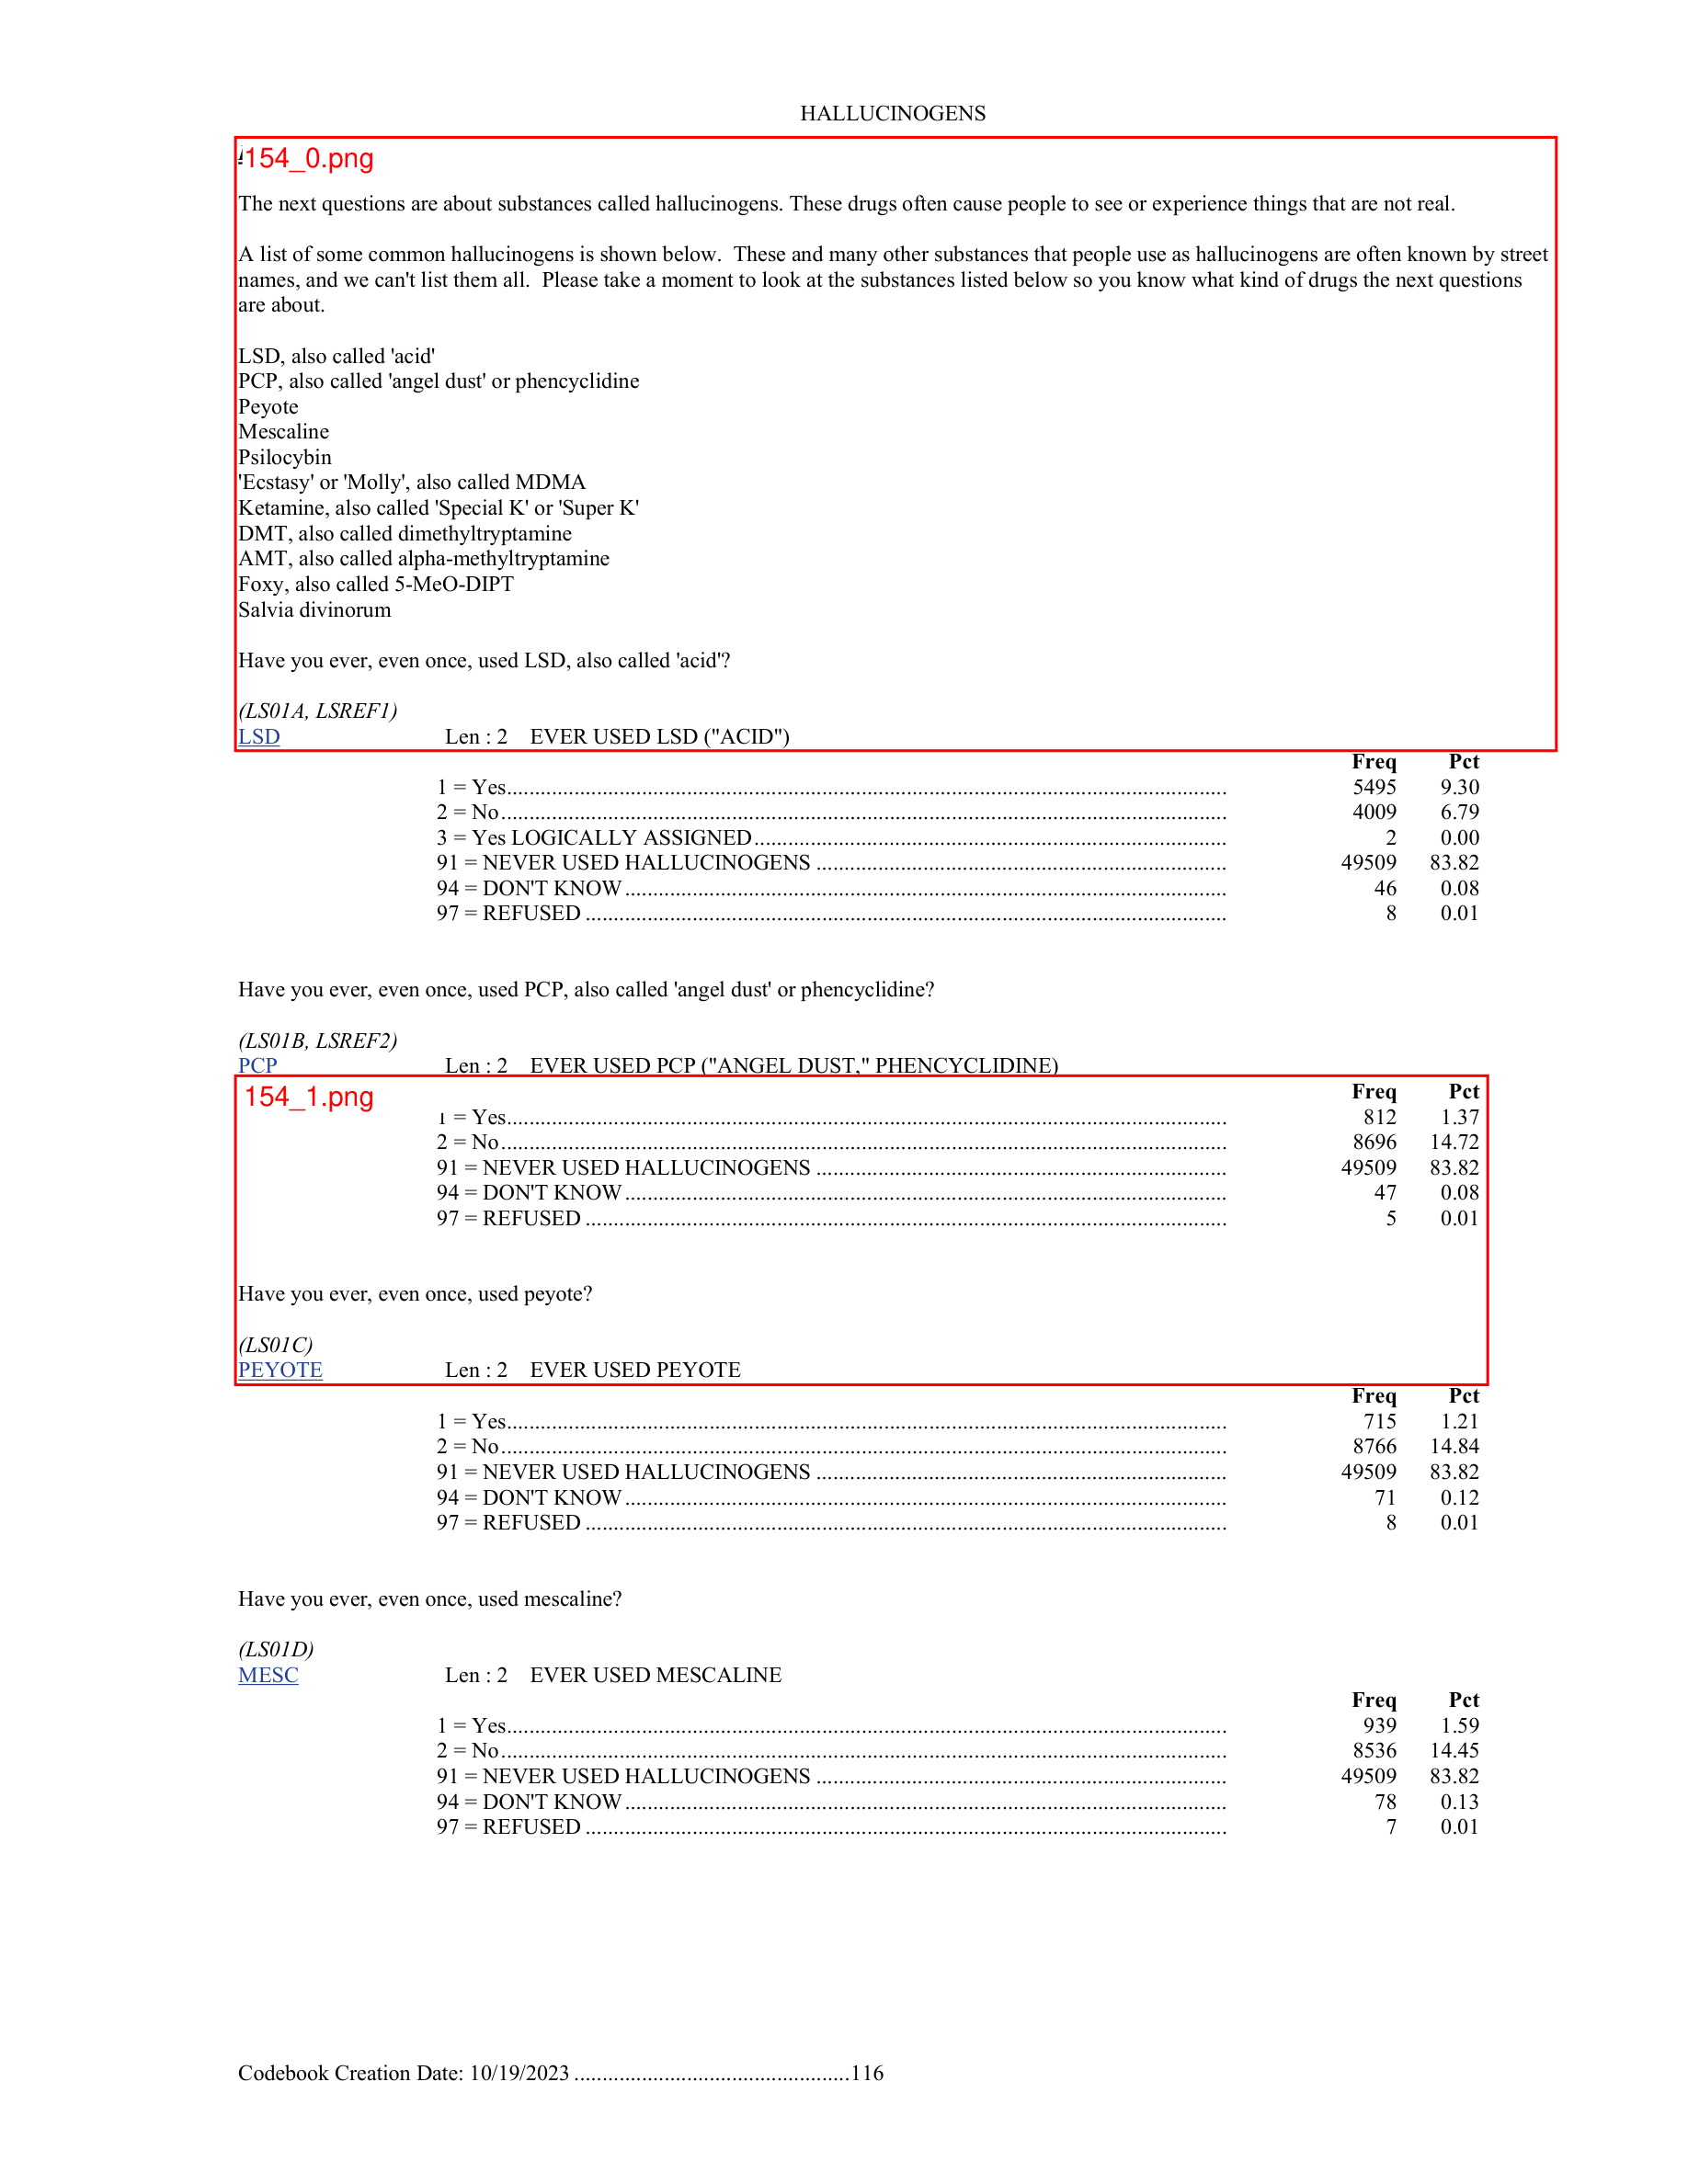 HALLUCINOGENS
154_0.png
The next questions are about substances called hallucinogens. These drugs often cause people to see or experience things that are not real.
A list of some common hallucinogens is shown below.  These and many other substances that people use as hallucinogens are often known by street
names, and we can't list them all.  Please take a moment to look at the substances listed below so you know what kind of drugs the next questions
are about.
LSD, also called 'acid'
PCP, also called 'angel dust' or phencyclidine
Peyote
Mescaline
Psilocybin
'Ecstasy' or 'Molly', also called MDMA
Ketamine, also called 'Special K' or 'Super K'
DMT, also called dimethyltryptamine
AMT, also called alpha-methyltryptamine
Foxy, also called 5-MeO-DIPT
Salvia divinorum
Have you ever, even once, used LSD, also called 'acid'?
(LS01A, LSREF1)
LSD Len : 2 EVER USED LSD ("ACID")
Freq Pct
1 = Yes 5495 9.30
2 = No 4009 6.79
3 = Yes LOGICALLY ASSIGNED 2 0.00
91 = NEVER USED HALLUCINOGENS 49509 83.82
94 = DON'T KNOW 46 0.08
97 = REFUSED 8 0.01
Have you ever, even once, used PCP, also called 'angel dust' or phencyclidine?
(LS01B, LSREF2)
PCP Len : 2 EVER USED PCP ("ANGEL DUST," PHENCYCLIDINE)
154_1.png Freq Pct
1 = Yes 812 1.37
2 = No 8696 14.72
91 = NEVER USED HALLUCINOGENS 49509 83.82
94 = DON'T KNOW 47 0.08
97 = REFUSED 5 0.01
Have you ever, even once, used peyote?
(LS01C)
PEYOTE Len : 2 EVER USED PEYOTE
Freq Pct
1 = Yes 715 1.21
2 = No 8766 14.84
91 = NEVER USED HALLUCINOGENS 49509 83.82
94 = DON'T KNOW 71 0.12
97 = REFUSED 8 0.01
Have you ever, even once, used mescaline?
(LS01D)
MESC Len : 2 EVER USED MESCALINE
Freq Pct
1 = Yes 939 1.59
2 = No 8536 14.45
91 = NEVER USED HALLUCINOGENS 49509 83.82
94 = DON'T KNOW 78 0.13
97 = REFUSED 7 0.01
Codebook Creation Date: 10/19/2023 .................................................116